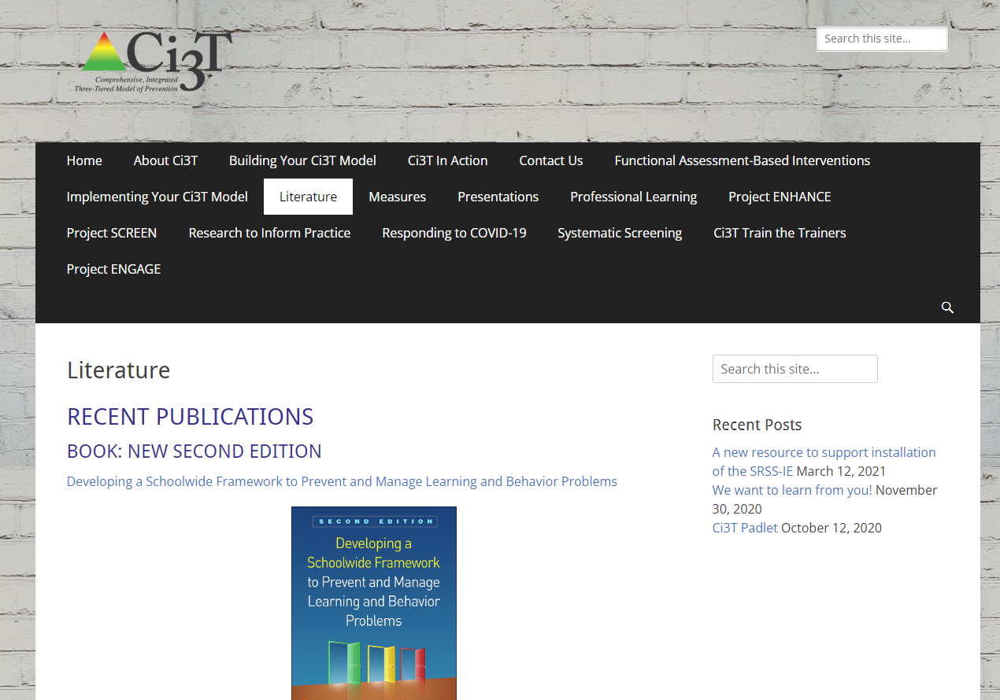 Ci3T
Comprehensive, Integrated
Three-Tiered Model of Prevention
Search this site...
Home About Ci3T Building Your Ci3T Model Ci3T In Action Contact Us Functional Assessment-Based Interventions
Implementing Your Ci3T Model Literature Measures Presentations Professional Learning Project ENHANCE
Project SCREEN Research to Inform Practice Responding to COVID-19 Systematic Screening Ci3T Train the Trainers
Project ENGAGE
Literature
RECENT PUBLICATIONS
BOOK: NEW SECOND EDITION
Developing a Schoolwide Framework to Prevent and Manage Learning and Behavior Problems
SECOND EDITION
Developing a
Schoolwide Framework
to Prevent and Manage
Learning and Behavior
Problems
Search this site...
Recent Posts
A new resource to support installation
of the SRSS-IE March 12, 2021
We want to learn from you! November
30, 2020
Ci3T Padlet October 12, 2020